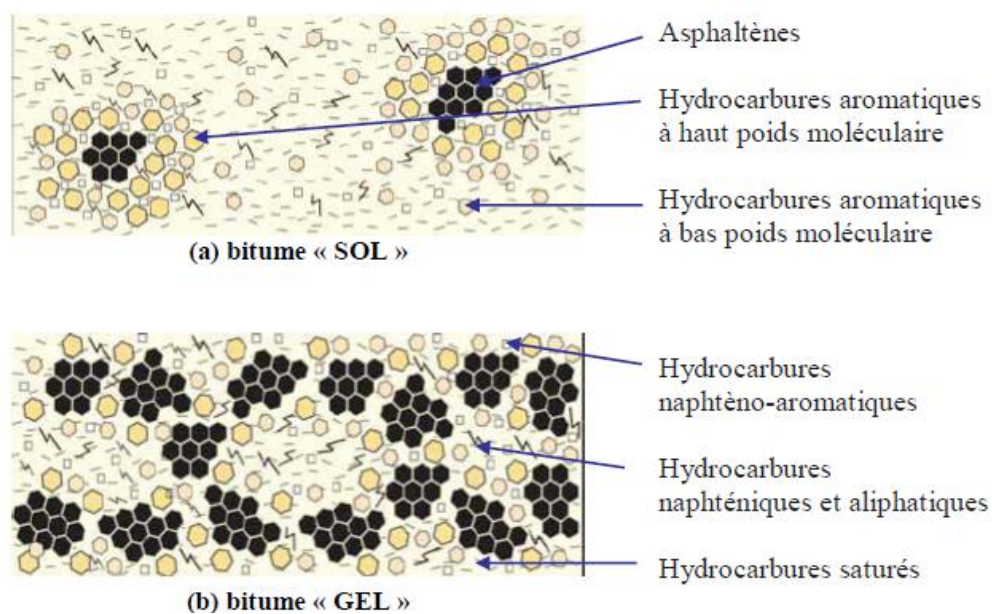 Asphaltènes
Hydrocarbures aromatiques
à haut poids moléculaire
Hydrocarbures aromatiques
à bas poids moléculaire
(a) bitume « SOL »
Hydrocarbures
naphtèno-aromatiques
Hydrocarbures
naphténiques et aliphatiques
Hydrocarbures saturés
(b) bitume « GEL »